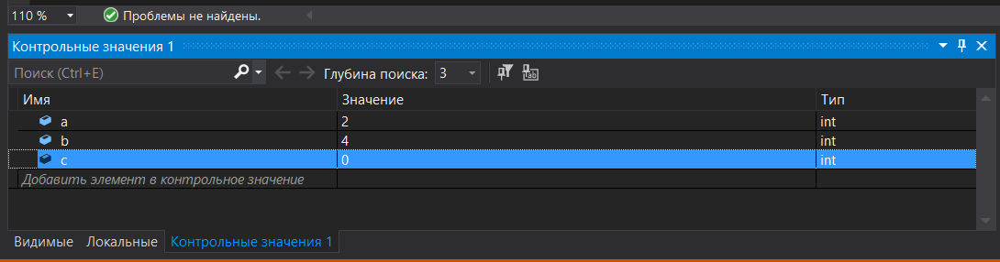 110 % Проблемы не найдены.
Контрольные значения 1
Поиск (Ctrl+E) Глубина поиска: 3
Имя Значение Тип
a 2 int
b 4 int
c 0 int
Добавить элемент в контрольное значение
Видимые Локальные Контрольные значения 1